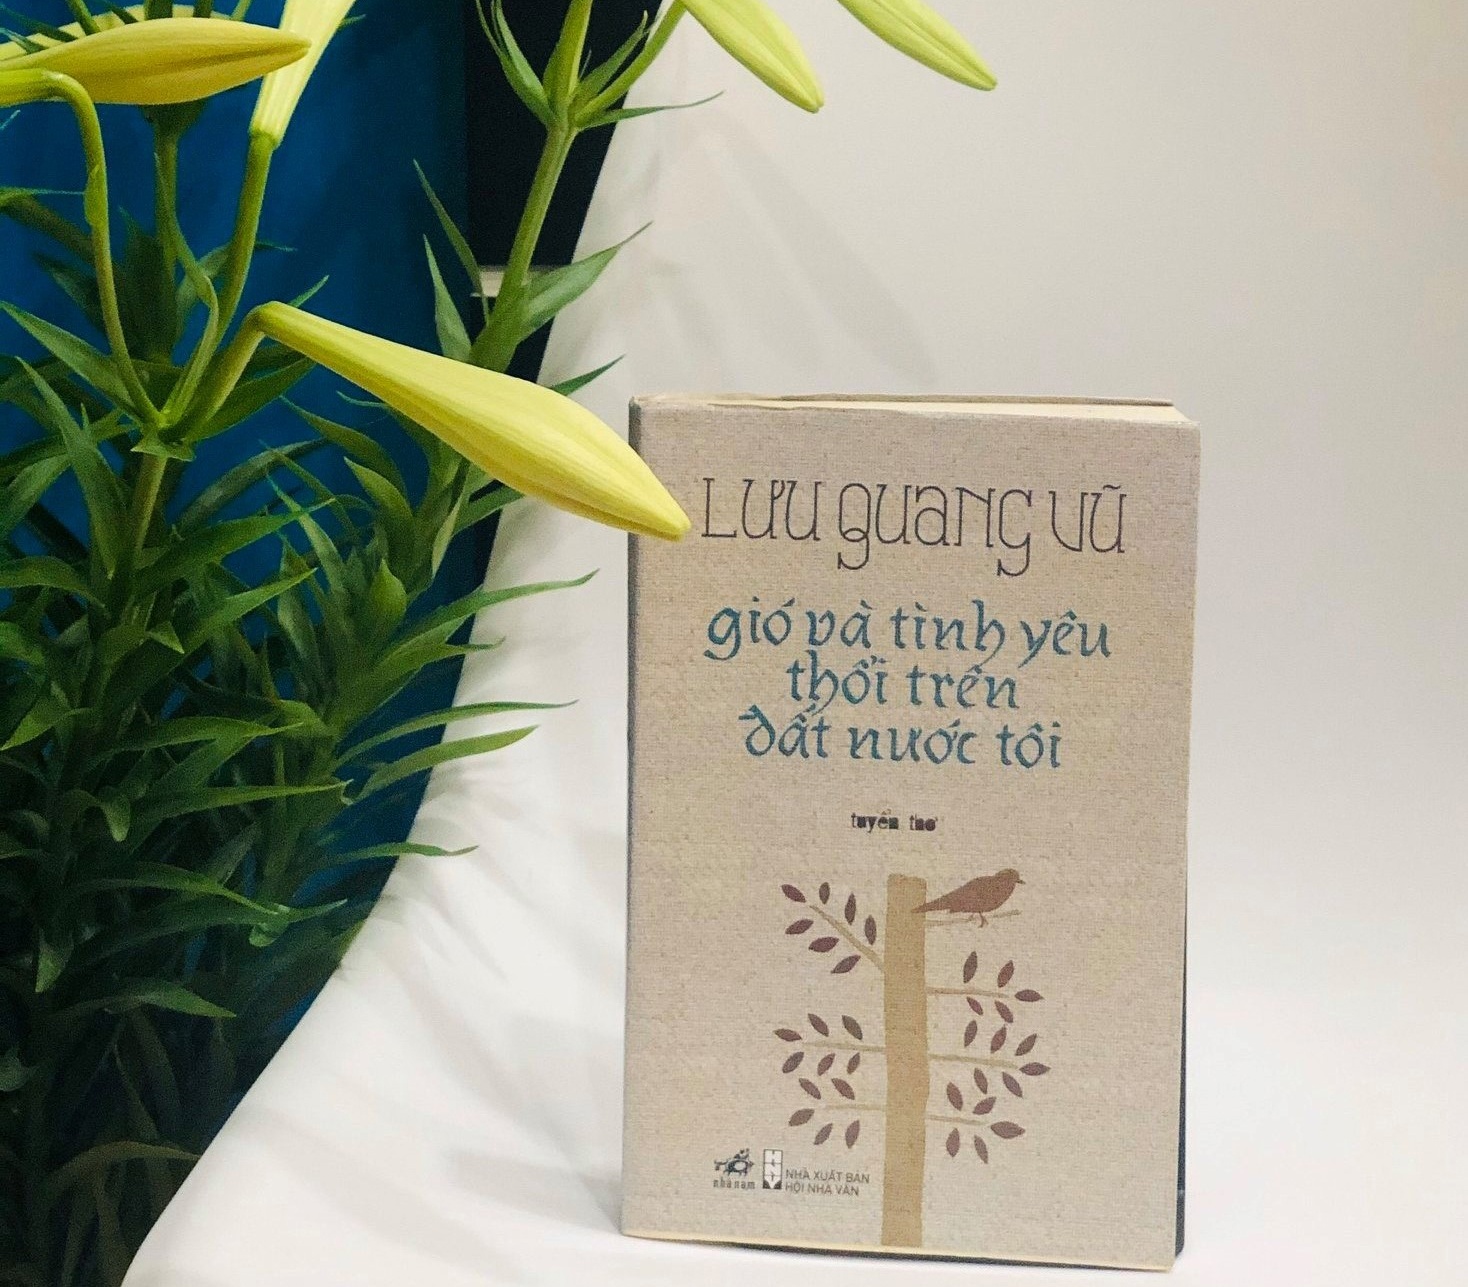 LƯU QUANG VŨ
gió và tình yêu
thổi trên
đất nước tôi
tuyển thơ
nhã nam
NHÀ XUẤT BẢN
HỘI NHÀ VĂN